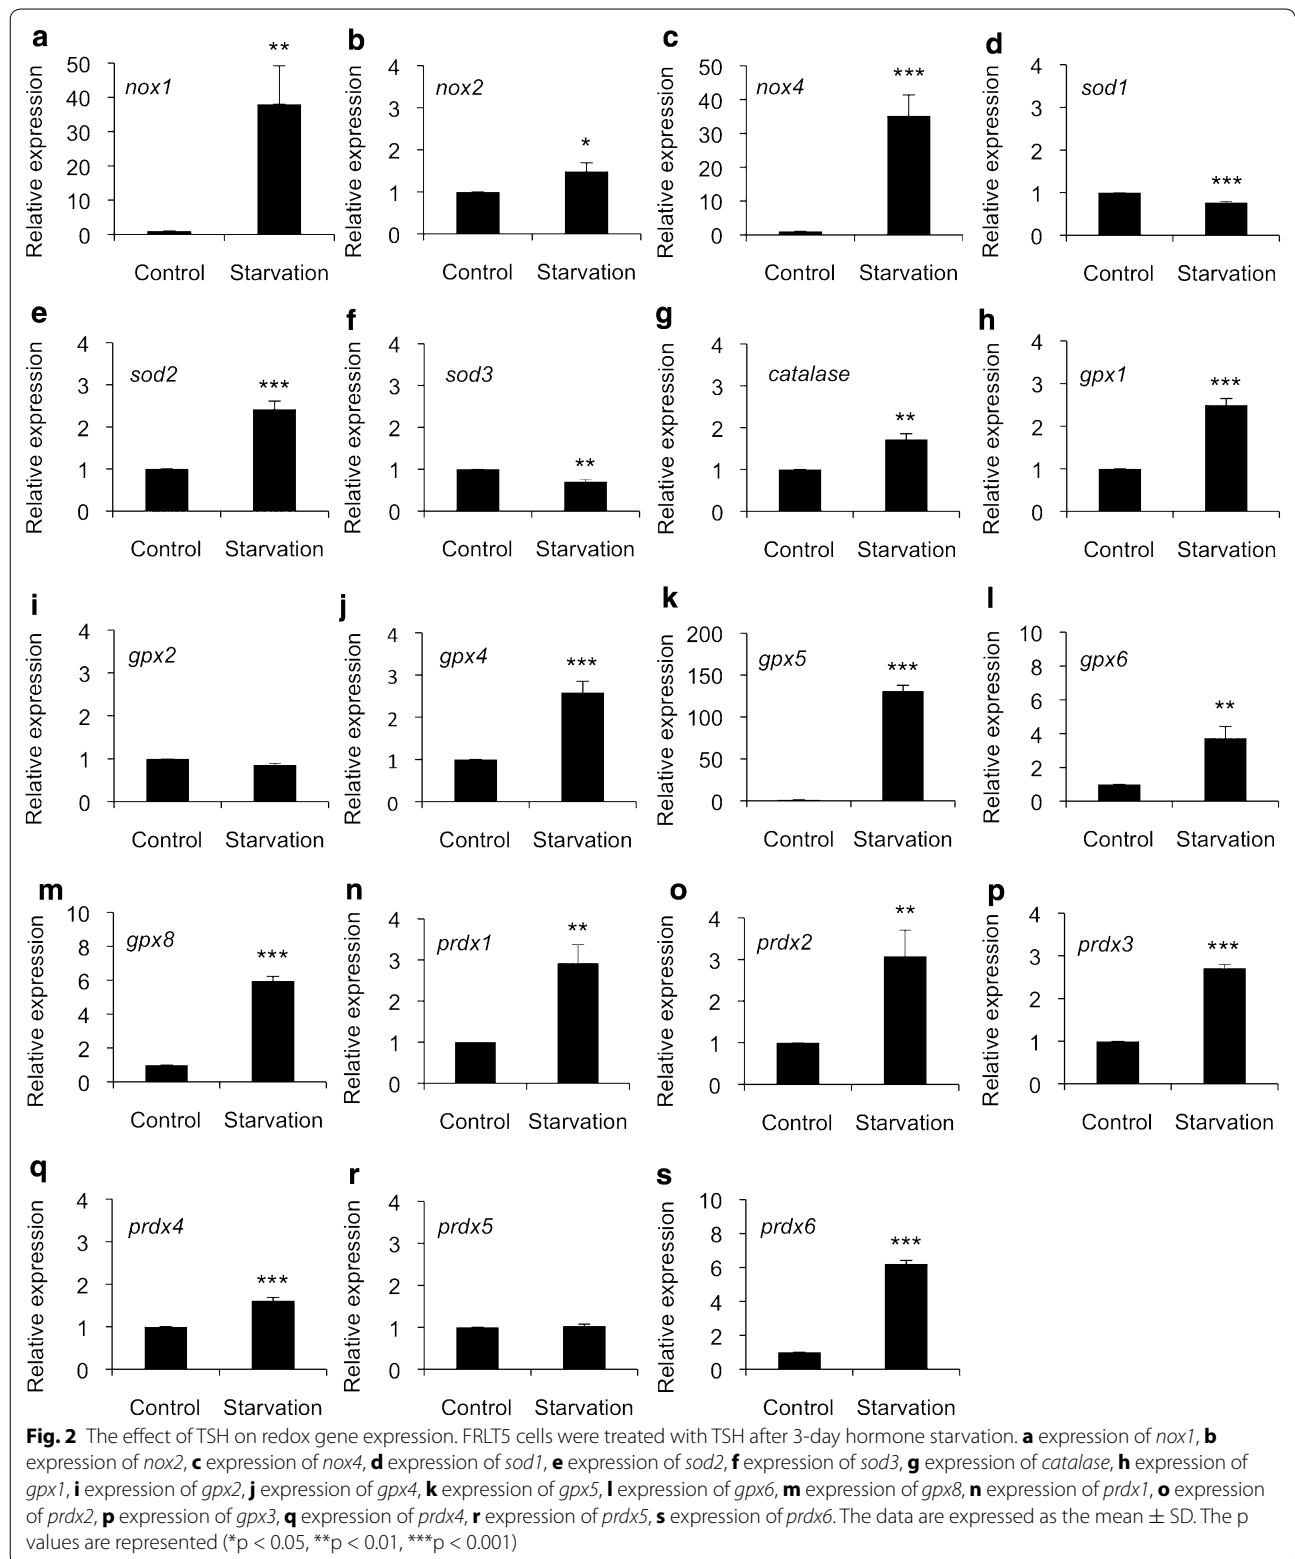 a
**
Relative expression
50
40
30
20
10
0
nox1
Control Starvation
b
*
Relative expression
4
3
2
1
0
nox2
Control Starvation
c
***
Relative expression
50
40
30
20
10
0
nox4
Control Starvation
d
***
Relative expression
4
3
2
1
0
sod1
Control Starvation
e
***
Relative expression
4
3
2
1
0
sod2
Control Starvation
f
**
Relative expression
4
3
2
1
0
sod3
Control Starvation
g
**
Relative expression
4
3
2
1
0
catalase
Control Starvation
h
***
Relative expression
4
3
2
1
0
gpx1
Control Starvation
i
Relative expression
4
3
2
1
0
gpx2
Control Starvation
j
***
Relative expression
4
3
2
1
0
gpx4
Control Starvation
k
***
Relative expression
200
150
100
50
0
gpx5
Control Starvation
l
**
Relative expression
10
8
6
4
2
0
gpx6
Control Starvation
m
***
Relative expression
10
8
6
4
2
0
gpx8
Control Starvation
n
**
Relative expression
4
3
2
1
0
prdx1
Control Starvation
o
**
Relative expression
4
3
2
1
0
prdx2
Control Starvation
p
***
Relative expression
4
3
2
1
0
prdx3
Control Starvation
q
***
Relative expression
4
3
2
1
0
prdx4
Control Starvation
r
Relative expression
4
3
2
1
0
prdx5
Control Starvation
s
***
Relative expression
10
8
6
4
2
0
prdx6
Control Starvation
Fig. 2 The effect of TSH on redox gene expression. FRLT5 cells were treated with TSH after 3-day hormone starvation. a expression of nox1, b
expression of nox2, c expression of nox4, d expression of sod1, e expression of sod2, f expression of sod3, g expression of catalase, h expression of
gpx1, i expression of gpx2, j expression of gpx4, k expression of gpx5, l expression of gpx6, m expression of gpx8, n expression of prdx1, o expression
of prdx2, p expression of gpx3, q expression of prdx4, r expression of prdx5, s expression of prdx6. The data are expressed as the mean ± SD. The p
values are represented (*p < 0.05, **p < 0.01, ***p < 0.001)